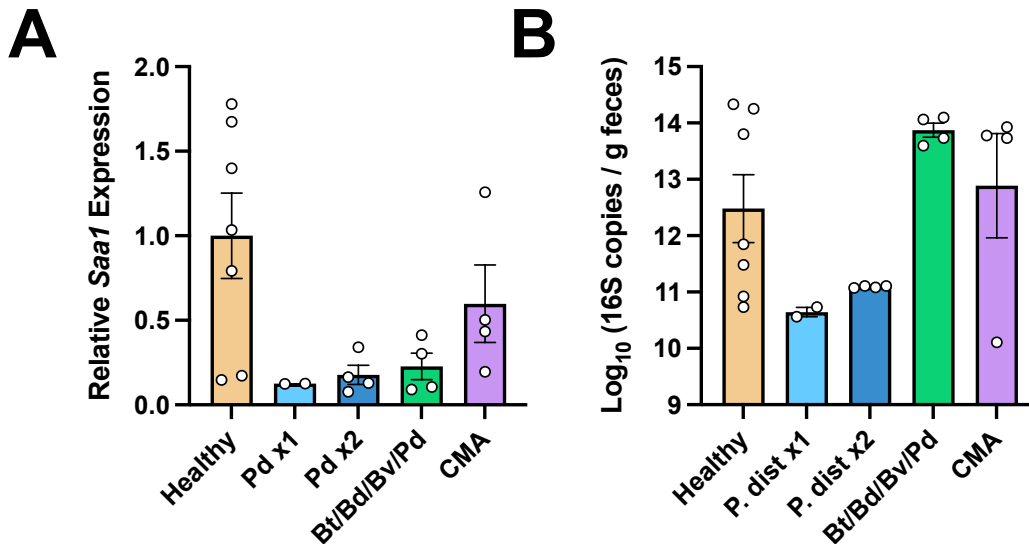 A
Relative Saa1 Expression
2.0
1.5
1.0
0.5
0.0
Healthy
Pd x1
Pd x2
Bt/Bd/Bv/Pd
CMA
B
Log10 (16S copies / g feces)
15
14
13
12
11
10
9
Healthy
P. dist x1
P. dist x2
Bt/Bd/Bv/Pd
CMA